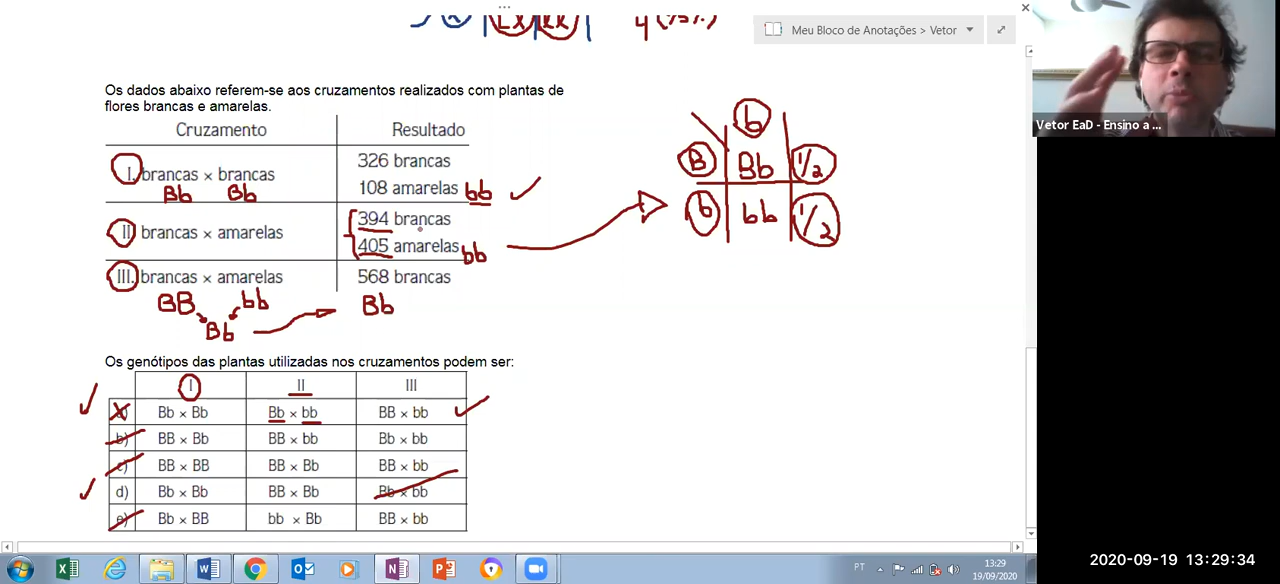 Meu Bloco de Anotações > Vetor
Os dados abaixo referem-se aos cruzamentos realizados com plantas de
flores brancas e amarelas.
Cruzamento Resultado
I. brancas × brancas 326 brancas
108 amarelas bb
Bb Bb
II brancas × amarelas 394 brancas
405 amarelas bb
III. brancas × amarelas 568 brancas
BB bb Bb
Bb
b
B Bb 1/2
b bb 1/2
Os genótipos das plantas utilizadas nos cruzamentos podem ser:
I II III
Bb × Bb Bb × bb BB × bb
b) BB × Bb BB × bb Bb × bb
c) BB × BB BB × Bb BB × bb
d) Bb × Bb BB × Bb Bb × bb
e) Bb × BB bb × Bb BB × bb
Vetor EaD - Ensino a ...
2020-09-19 13:29:34
PT 13:29
19/09/2020